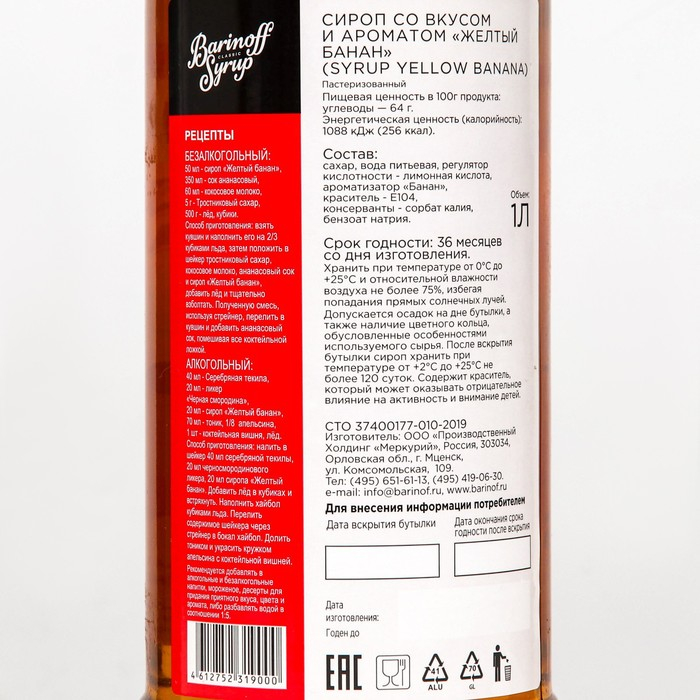 Barinoff
CLASSIC
Syrup
РЕЦЕПТЫ
БЕЗАЛКОГОЛЬНЫЙ:
50 мл - сироп «Желтый банан»,
350 мл - сок ананасовый,
60 мл - кокосовое молоко,
5 г - Тростниковый сахар,
500 г - лёд, кубики.
Способ приготовления: взять
кувшин и наполнить его на 2/3
кубиками льда, затем положить в
шейкер тростниковый сахар,
кокосовое молоко, ананасовый сок
и сироп «Желтый банан»,
добавить лёд и тщательно
взболтать. Полученную смесь,
используя стрейнер, перелить в
кувшин и добавить ананасовый
сок, помешивая все коктейльной
ложкой.
АЛКОГОЛЬНЫЙ:
40 мл - Серебряная текила,
20 мл - ликер
«Черная смородина»,
20 мл - сироп «Желтый банан»,
70 мл - тоник, 1/8 апельсина,
1 шт - коктейльная вишня, лёд.
Способ приготовления: налить в
шейкер 40 мл серебряной текилы,
20 мл черносмородинового
ликера, 20 мл сиропа «Желтый
банан». Добавить лёд в кубиках и
встряхнуть. Наполнить хайбол
кубиками льда. Перелить
содержимое шейкера через
стрейнер в бокал хайбол. Долить
тоником и украсить кружком
апельсина с коктейльной вишней.
Рекомендуется добавлять в
алкогольные и безалкогольные
напитки, мороженое, десерты для
придания приятного вкуса, цвета и
аромата, либо разбавлять водой в
соотношении 1:5.
4612752319000
СИРОП СО ВКУСОМ
И АРОМАТОМ «ЖЕЛТЫЙ
БАНАН»
(SYRUP YELLOW BANANA)
Пастеризованный
Пищевая ценность в 100г продукта:
углеводы — 64 г.
Энергетическая ценность (калорийность):
1088 кДж (256 ккал).
Состав:
сахар, вода питьевая, регулятор
кислотности - лимонная кислота,
ароматизатор «Банан»,
краситель - Е104,
консерванты - сорбат калия,
бензоат натрия.
Объем:
1Л
Срок годности: 36 месяцев
со дня изготовления.
Хранить при температуре от 0°С до
+25°С и относительной влажности
воздуха не более 75%, избегая
попадания прямых солнечных лучей.
Допускается осадок на дне бутылки, а
также наличие цветного кольца,
обусловленные особенностями
используемого сырья. После вскрытия
бутылки сироп хранить при
температуре от +2°С до +25°С не
более 120 суток. Содержит краситель,
который может оказывать отрицательное
влияние на активность и внимание детей.
СТО 37400177-010-2019
Изготовитель: ООО «Производственный
Холдинг «Меркурий», Россия, 303034,
Орловская обл., г. Мценск,
ул. Комсомольская, 109.
Тел: (495) 651-61-13, (495) 419-06-30.
e-mail: info@barinof.ru, www.barinof.ru
Для внесения информации потребителем
Дата вскрытия бутылки
Дата окончания срока
годности после вскрытия
Дата
изготовления:
Годен до
EAC
41
ALU
70
GL